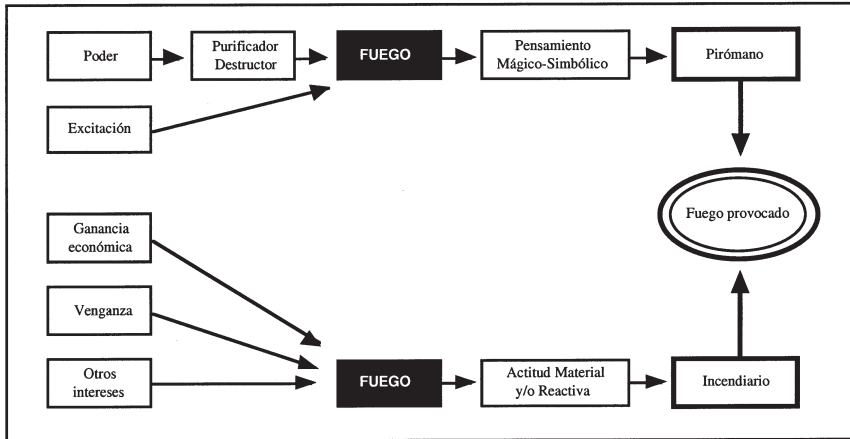 Poder
Purificador
Destructor
FUEGO
Pensamiento
Mágico-Simbólico
Pirómano
Excitación
Fuego provocado
Ganancia
económica
Venganza
Otros
intereses
FUEGO
Actitud Material
y/o Reactiva
Incendiario